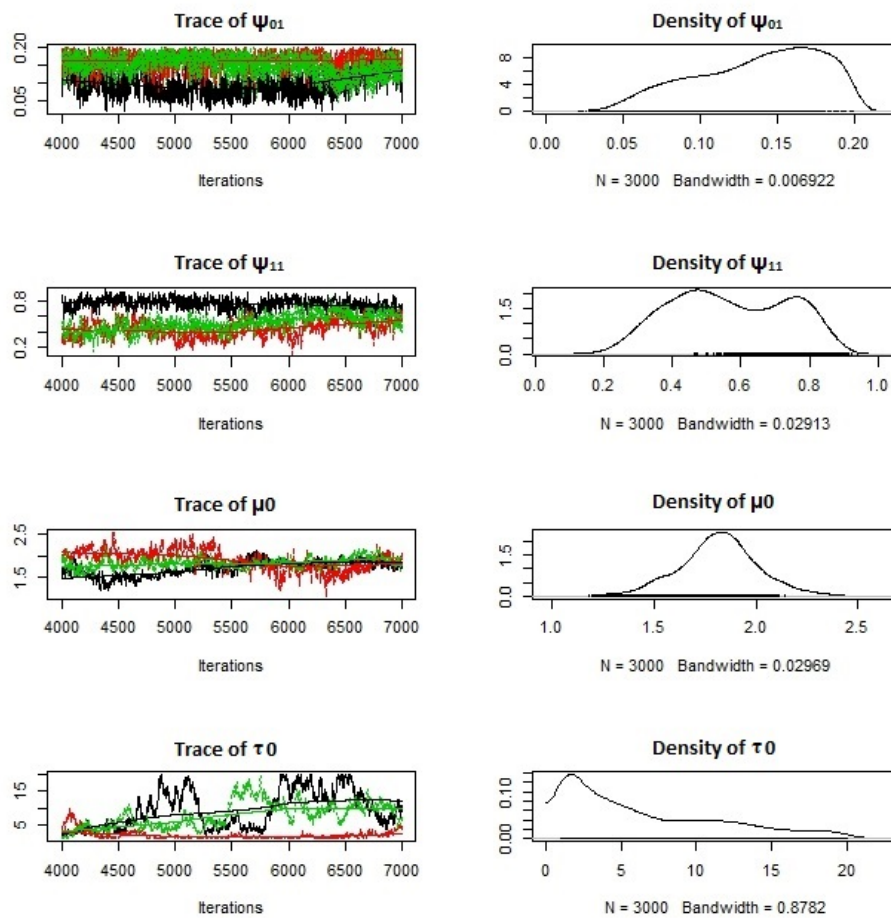 Trace of ψ₀₁
0.20
0.05
4000 4500 5000 5500 6000 6500 7000
Iterations
Density of ψ₀₁
8
4
0
0.00 0.05 0.10 0.15 0.20
N = 3000 Bandwidth = 0.006922
Trace of ψ₁₁
0.8
0.2
4000 4500 5000 5500 6000 6500 7000
Iterations
Density of ψ₁₁
1.5
0.0
0.0 0.2 0.4 0.6 0.8 1.0
N = 3000 Bandwidth = 0.02913
Trace of μ0
2.5
1.5
4000 4500 5000 5500 6000 6500 7000
Iterations
Density of μ0
1.5
0.0
1.0 1.5 2.0 2.5
N = 3000 Bandwidth = 0.02969
Trace of τ0
15
5
4000 4500 5000 5500 6000 6500 7000
Iterations
Density of τ0
0.10
0.00
0 5 10 15 20
N = 3000 Bandwidth = 0.8782